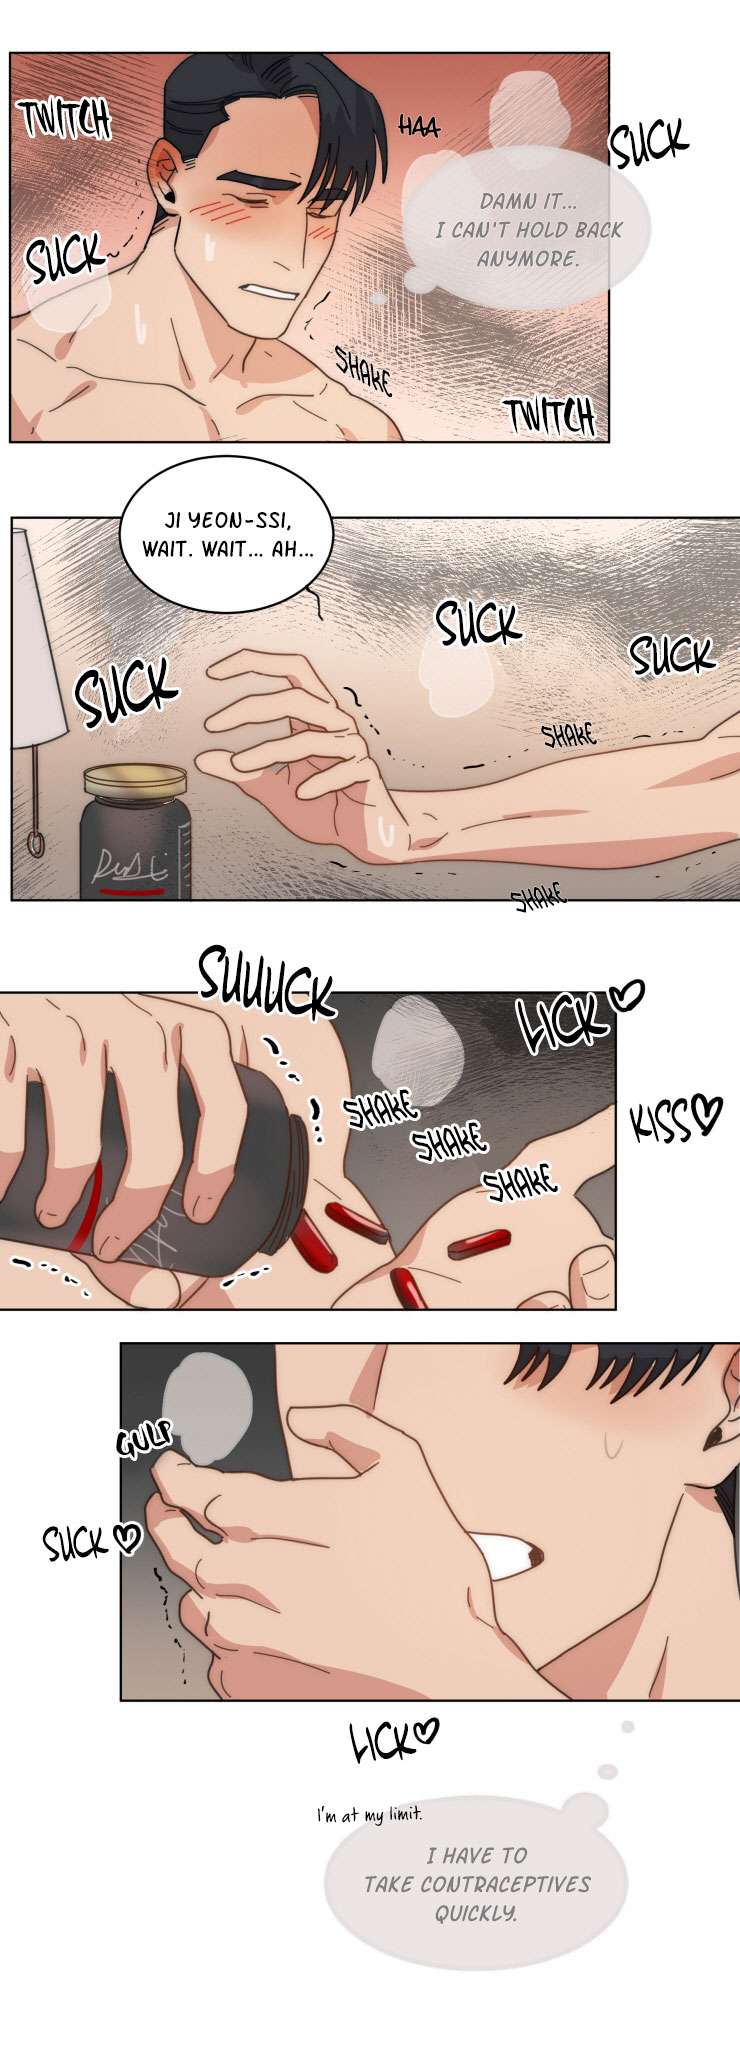 TWITCH
HAA
SUCK
DAMN IT...
I CAN'T HOLD BACK
ANYMORE.
SUCK
SHAKE
TWITCH
JI YEON-SSI,
WAIT. WAIT... AH...
SUCK
SUCK
SUCK
SHAKE
SHAKE
SUUUCK
LICK♡
SHAKE
SHAKE
SHAKE
KISS♡
GULP
SUCK♡
LICK♡
I'm at my limit.
I HAVE TO
TAKE CONTRACEPTIVES
QUICKLY.